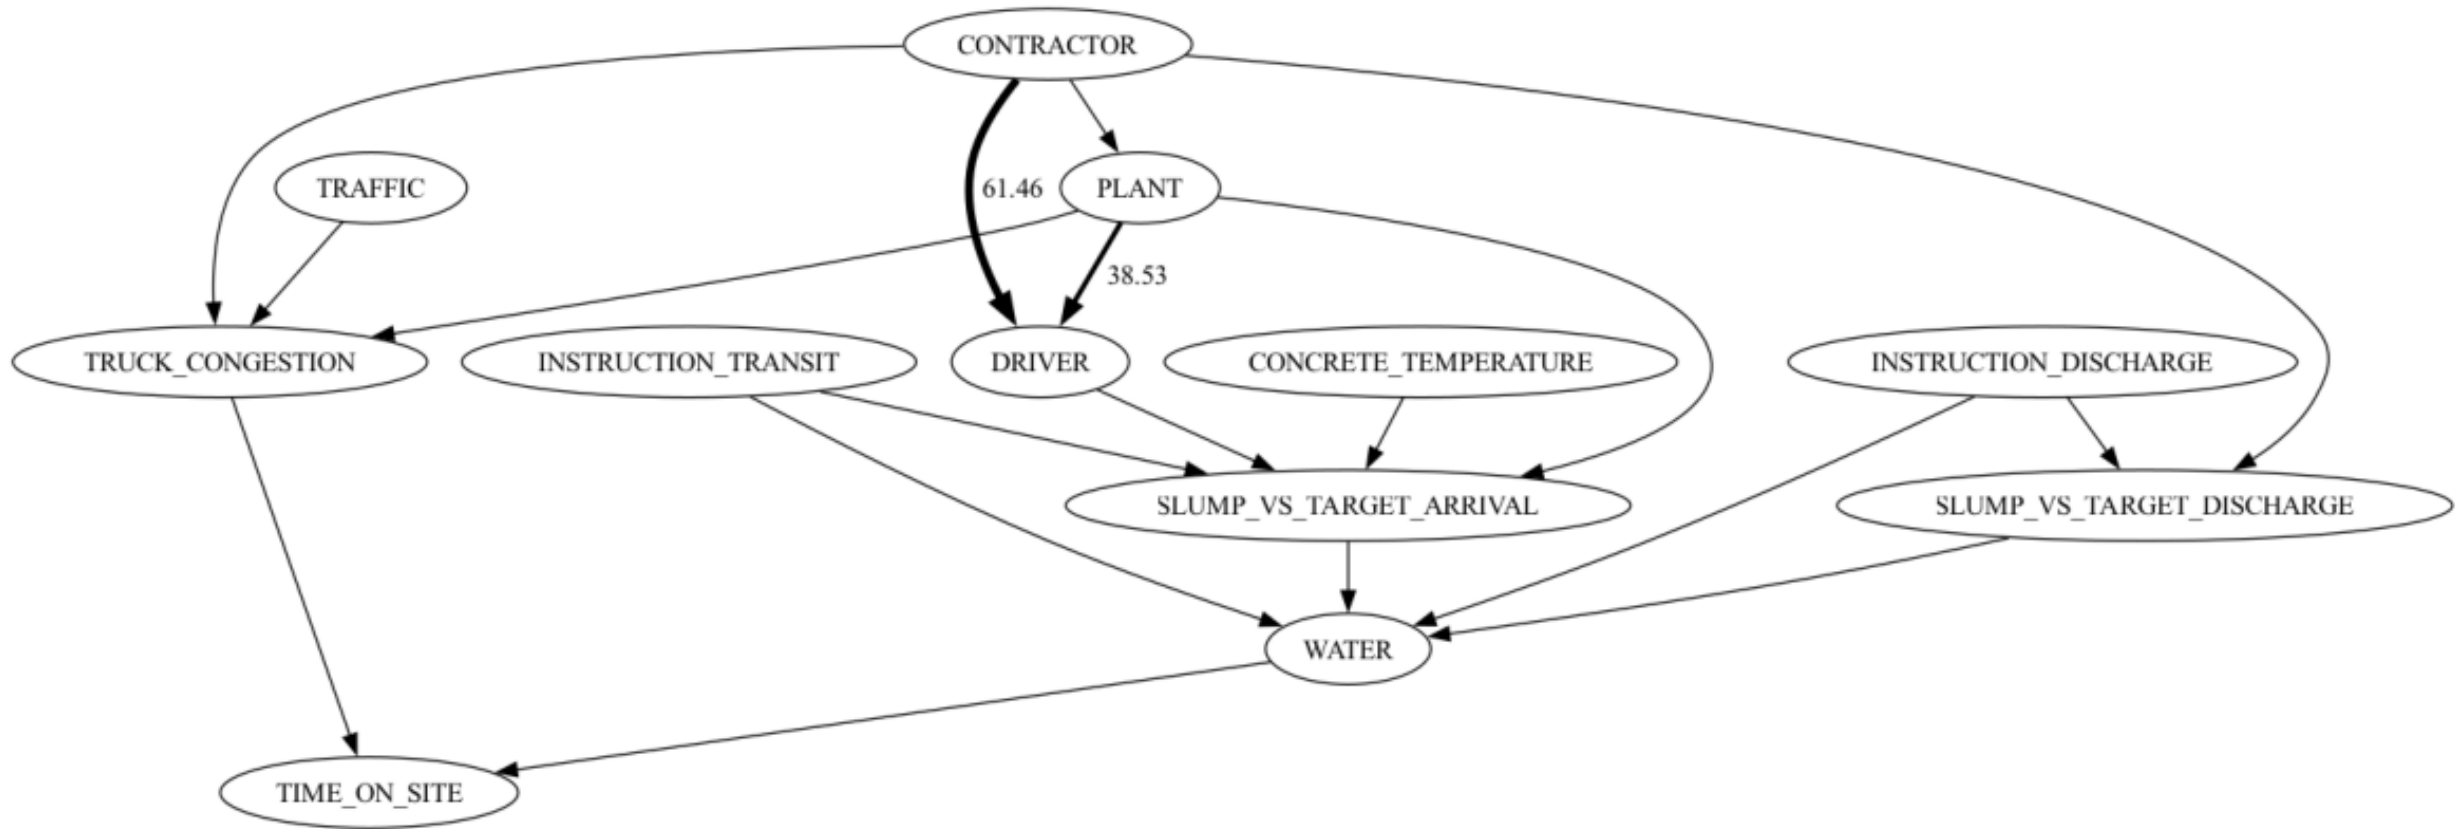 CONTRACTOR
TRAFFIC
61.46
PLANT
38.53
TRUCK_CONGESTION
INSTRUCTION_TRANSIT
DRIVER
CONCRETE_TEMPERATURE
INSTRUCTION_DISCHARGE
SLUMP_VS_TARGET_ARRIVAL
SLUMP_VS_TARGET_DISCHARGE
WATER
TIME_ON_SITE